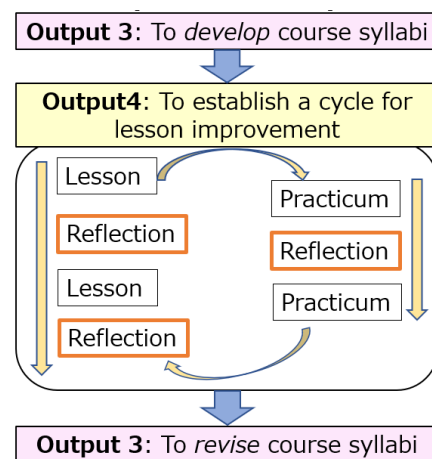 Output 3: To develop course syllabi
Output4: To establish a cycle for
lesson improvement
Lesson
Reflection
Lesson
Reflection
Practicum
Reflection
Practicum
Output 3: To revise course syllabi